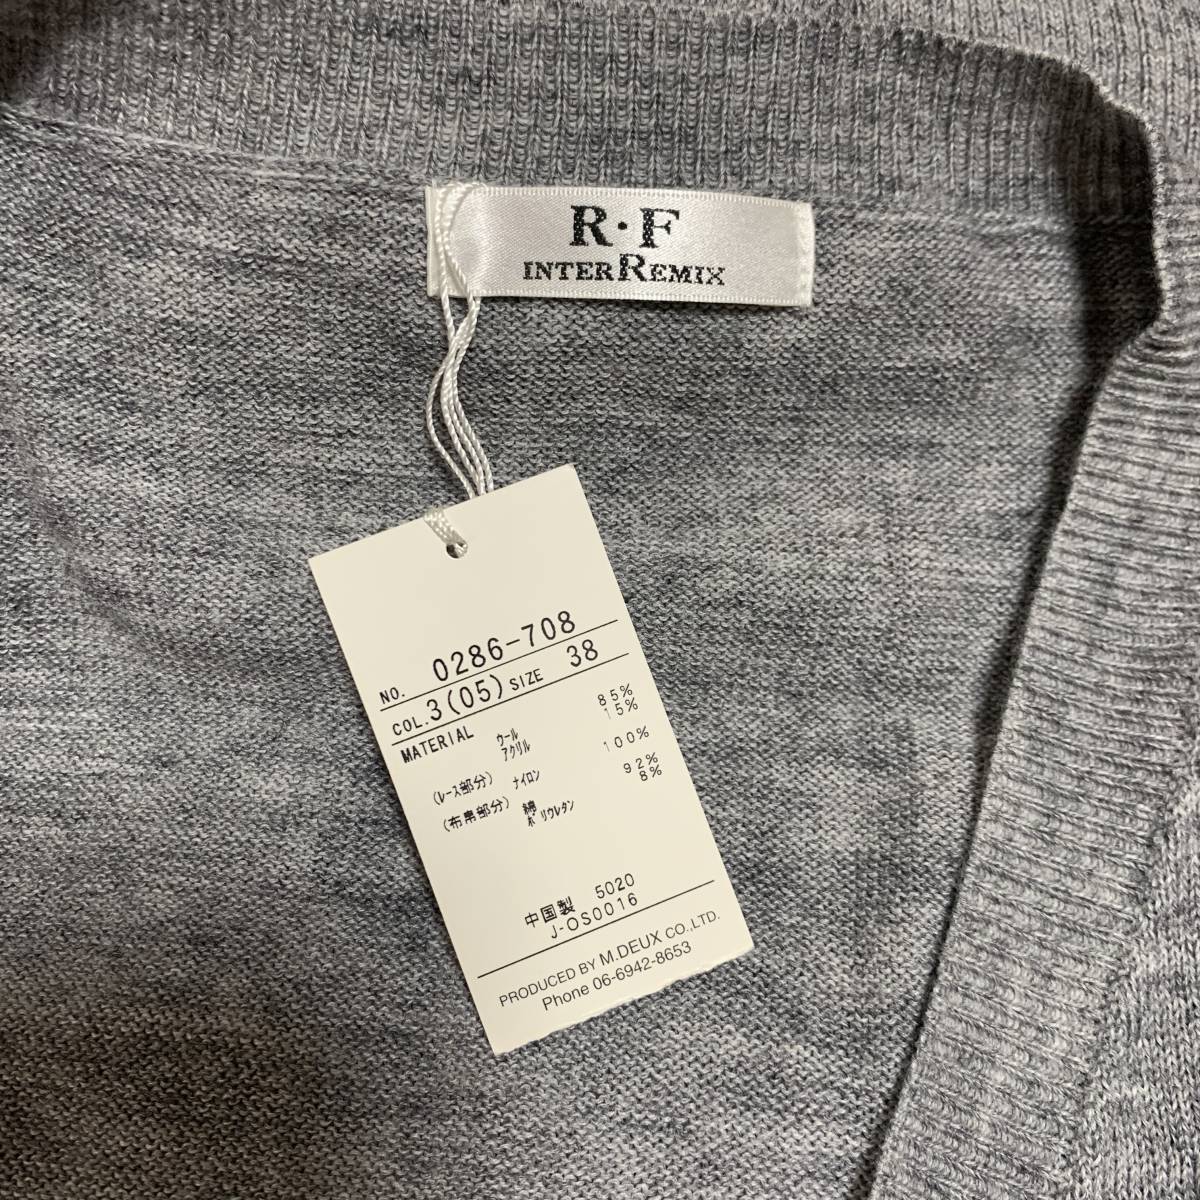 R・F
INTERREMIX
NO. 0286-708
COL. 3(05) SIZE 38
MATERIAL ウール 85%
アクリル 15%
(レース部分) ナイロン 100%
(布帛部分) 綿 92%
ポリウレタン 8%
中国製 5020
J-OS0016
PRODUCED BY M.DEUX CO.,LTD.
Phone 06-6942-8653